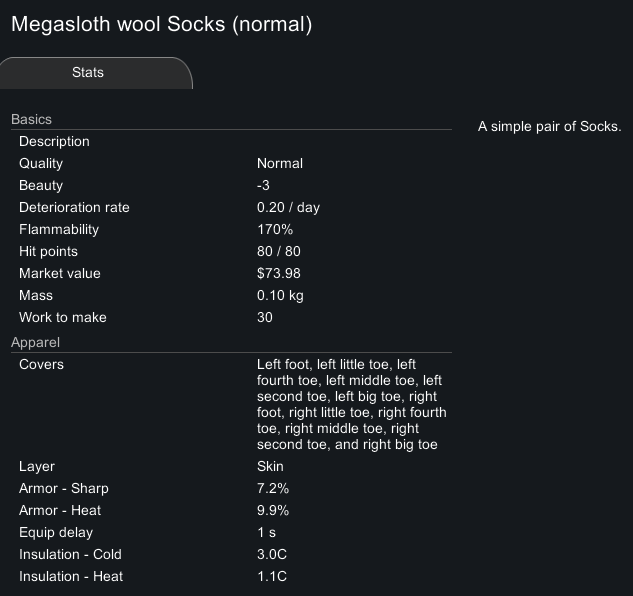 Megasloth wool Socks (normal)
Stats
Basics
A simple pair of Socks.
Description
Quality Normal
Beauty -3
Deterioration rate 0.20 / day
Flammability 170%
Hit points 80 / 80
Market value $73.98
Mass 0.10 kg
Work to make 30
Apparel
Covers Left foot, left little toe, left
fourth toe, left middle toe, left
second toe, left big toe, right
foot, right little toe, right fourth
toe, right middle toe, right
second toe, and right big toe
Layer Skin
Armor - Sharp 7.2%
Armor - Heat 9.9%
Equip delay 1 s
Insulation - Cold 3.0C
Insulation - Heat 1.1C